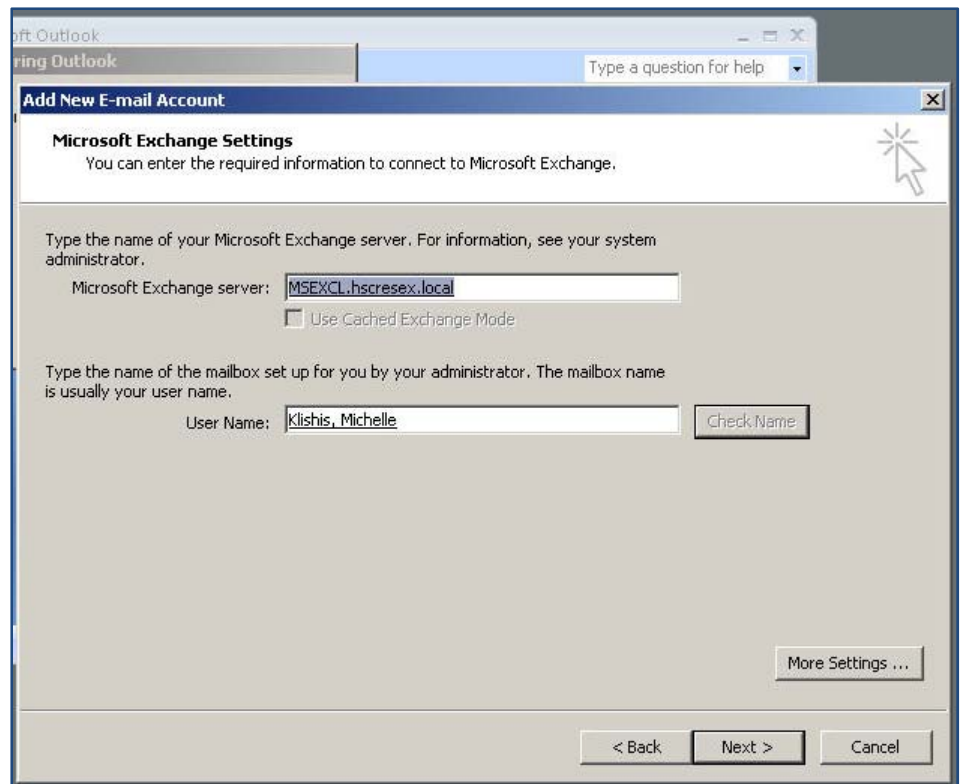 oft Outlook
ring Outlook
Type a question for help
Add New E-mail Account
Microsoft Exchange Settings
You can enter the required information to connect to Microsoft Exchange.
Type the name of your Microsoft Exchange server. For information, see your system
administrator.
Microsoft Exchange server: MSEXCL.hscresex.local
Use Cached Exchange Mode
Type the name of the mailbox set up for you by your administrator. The mailbox name
is usually your user name.
User Name: Klishis, Michelle Check Name
More Settings ...
< Back Next > Cancel